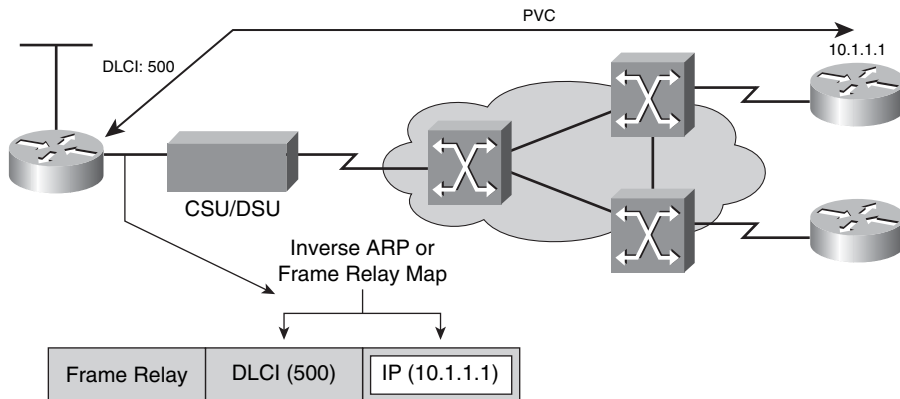 PVC
10.1.1.1
DLCI: 500
CSU/DSU
Inverse ARP or
Frame Relay Map
Frame Relay
DLCI (500)
IP (10.1.1.1)